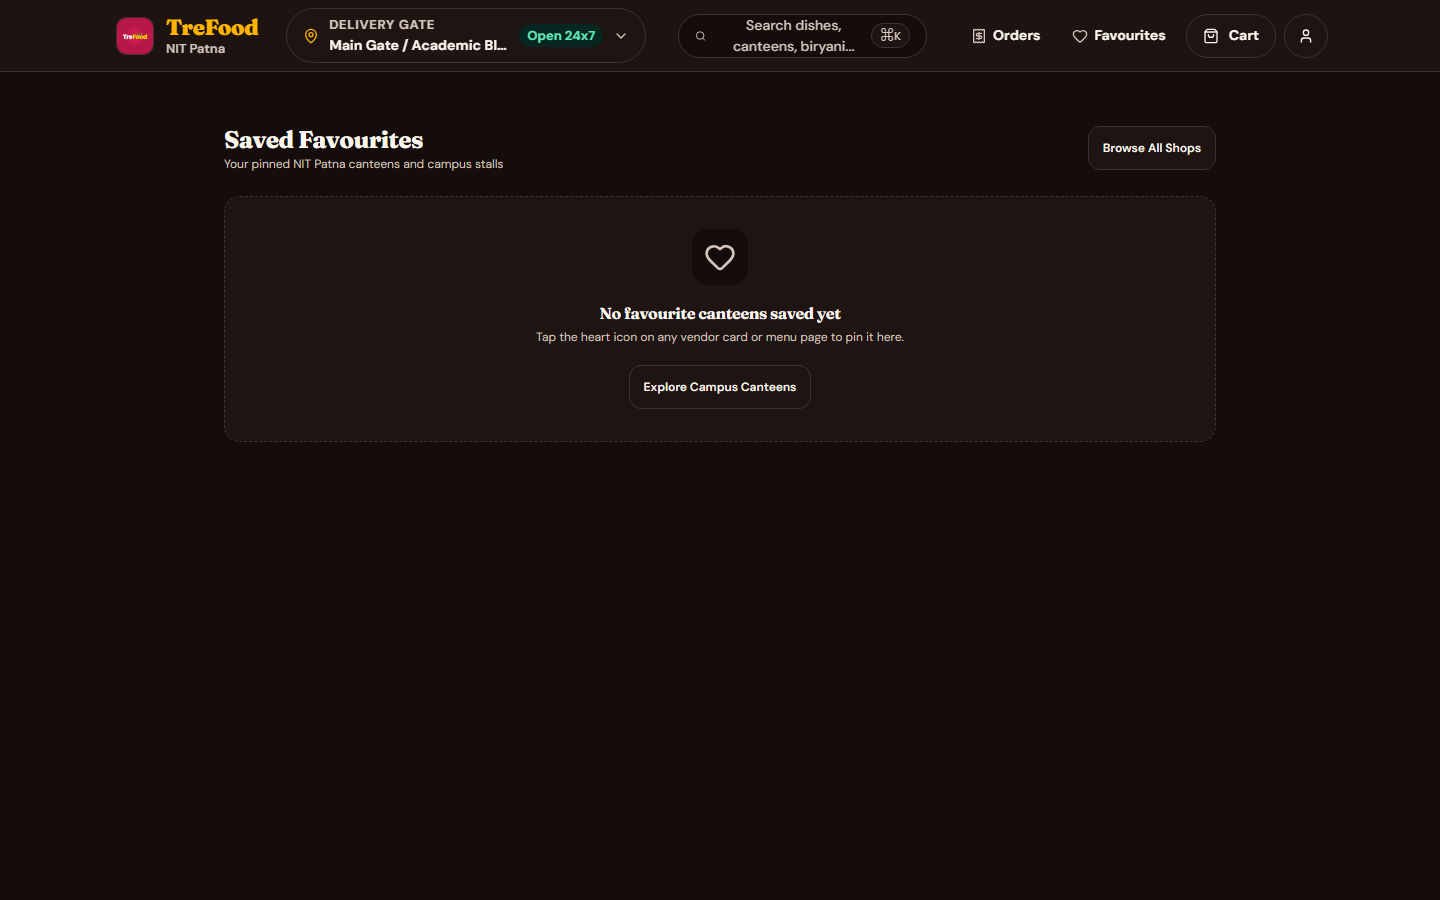 TreFood
TreFood
NIT Patna
DELIVERY GATE
Main Gate / Academic Bl...
Open 24x7
Search dishes,
canteens, biryani...
⌘K
Orders
Favourites
Cart
Saved Favourites
Your pinned NIT Patna canteens and campus stalls
Browse All Shops
No favourite canteens saved yet
Tap the heart icon on any vendor card or menu page to pin it here.
Explore Campus Canteens